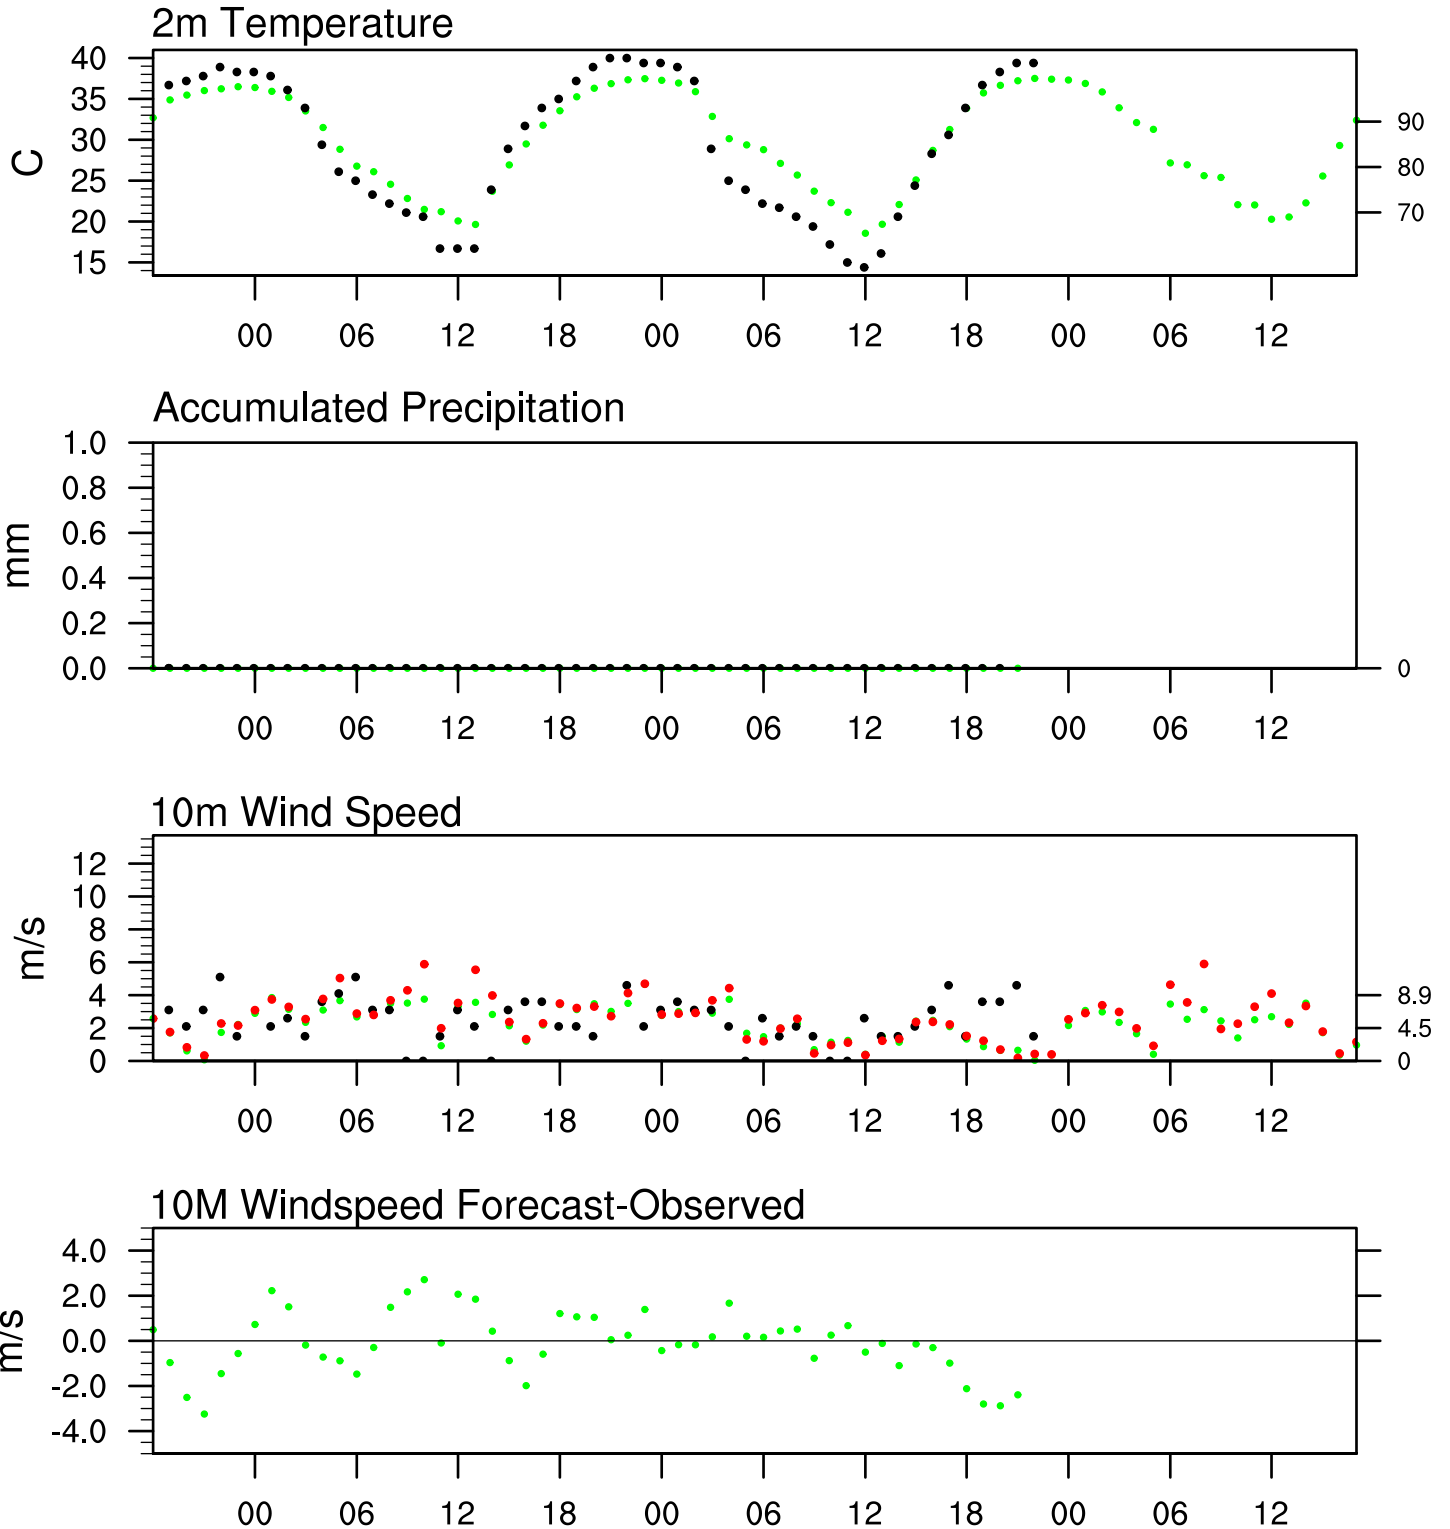 2m Temperature
40
35
30
25
20
15
C
90
80
70
00 06 12 18 00 06 12 18 00 06 12
Accumulated Precipitation
1.0
0.8
0.6
0.4
0.2
0.0
mm
0
00 06 12 18 00 06 12 18 00 06 12
10m Wind Speed
12
10
8
6
4
2
0
m/s
8.9
4.5
0
00 06 12 18 00 06 12 18 00 06 12
10M Windspeed Forecast-Observed
4.0
2.0
0.0
-2.0
-4.0
m/s
00 06 12 18 00 06 12 18 00 06 12